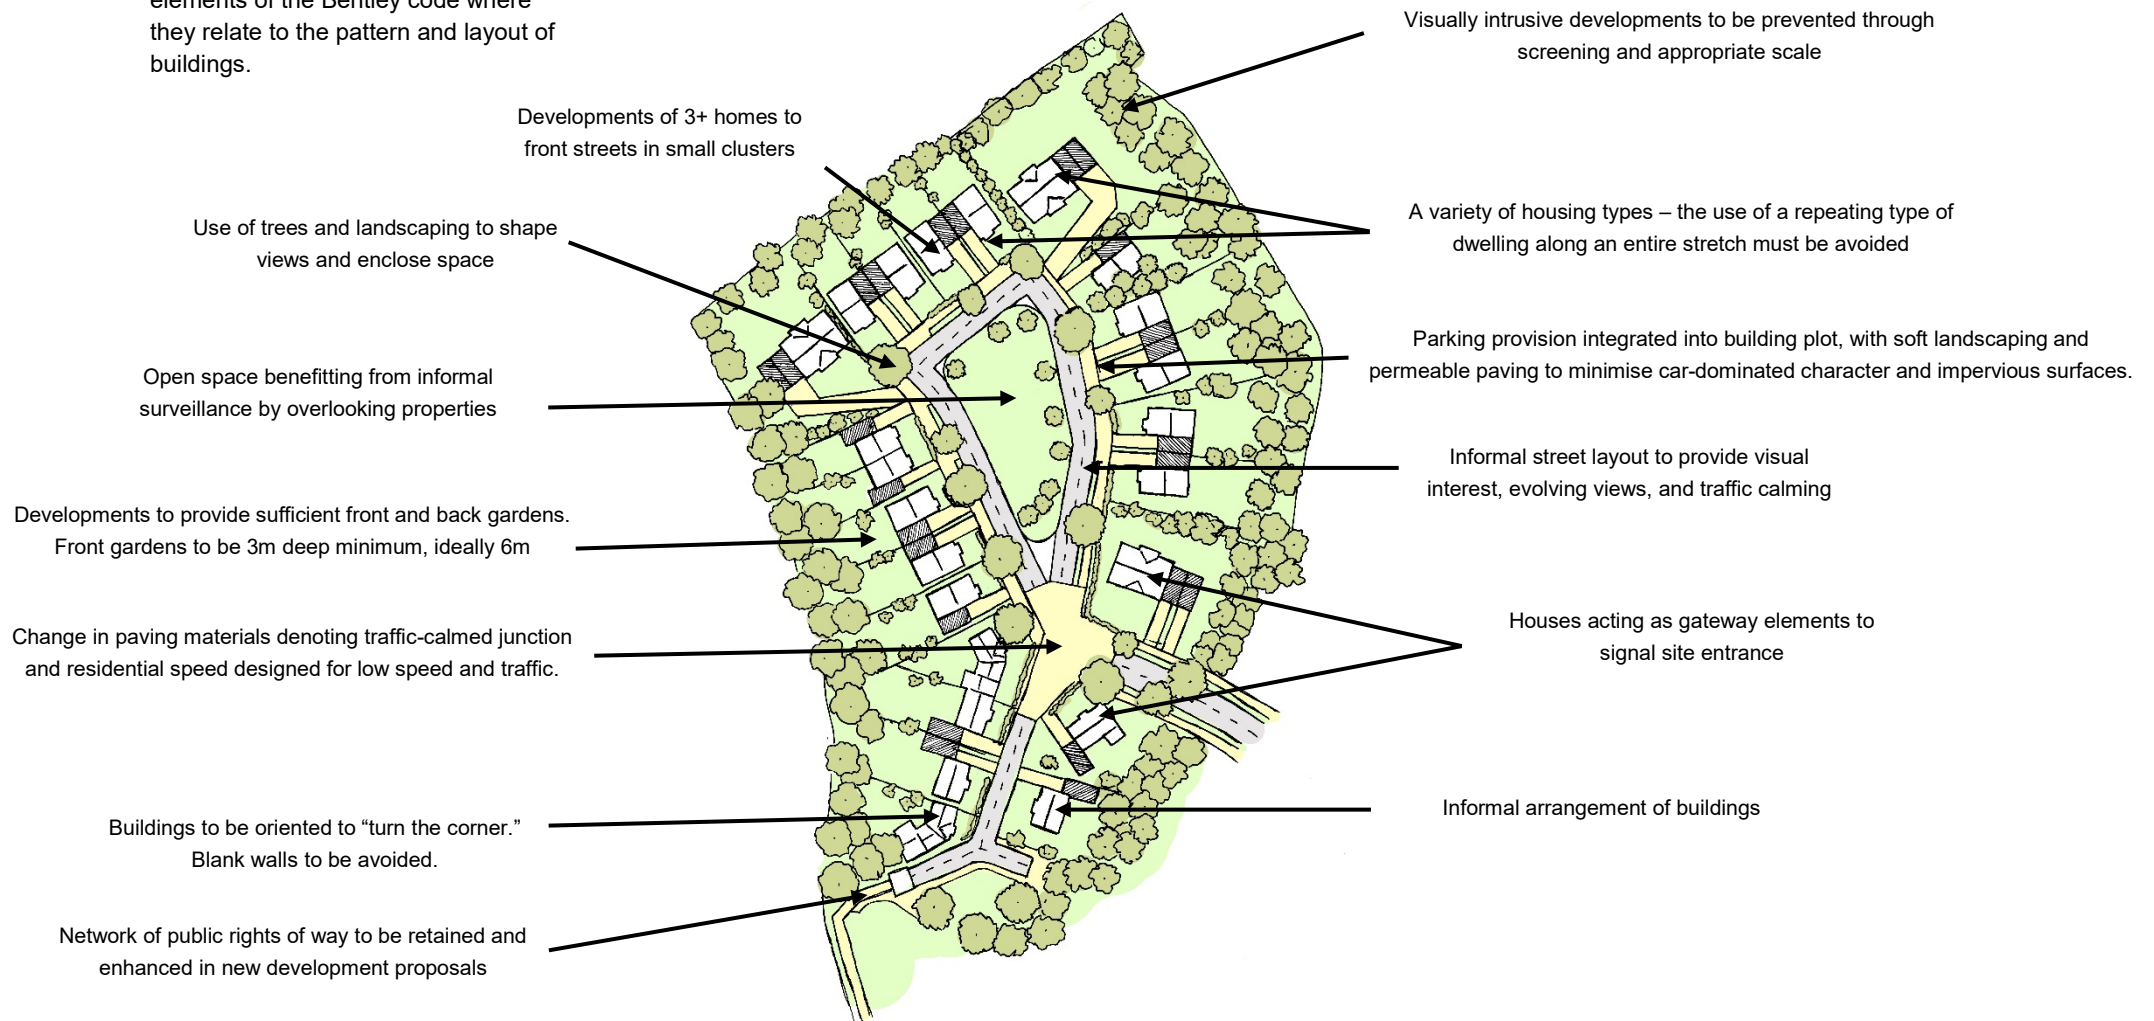 elements of the Bentley code where
they relate to the pattern and layout of
buildings.
Developments of 3+ homes to
front streets in small clusters
Use of trees and landscaping to shape
views and enclose space
Open space benefitting from informal
surveillance by overlooking properties
Developments to provide sufficient front and back gardens.
Front gardens to be 3m deep minimum, ideally 6m
Change in paving materials denoting traffic-calmed junction
and residential speed designed for low speed and traffic.
Buildings to be oriented to “turn the corner.”
Blank walls to be avoided.
Network of public rights of way to be retained and
enhanced in new development proposals
Visually intrusive developments to be prevented through
screening and appropriate scale
A variety of housing types – the use of a repeating type of
dwelling along an entire stretch must be avoided
Parking provision integrated into building plot, with soft landscaping and
permeable paving to minimise car-dominated character and impervious surfaces.
Informal street layout to provide visual
interest, evolving views, and traffic calming
Houses acting as gateway elements to
signal site entrance
Informal arrangement of buildings